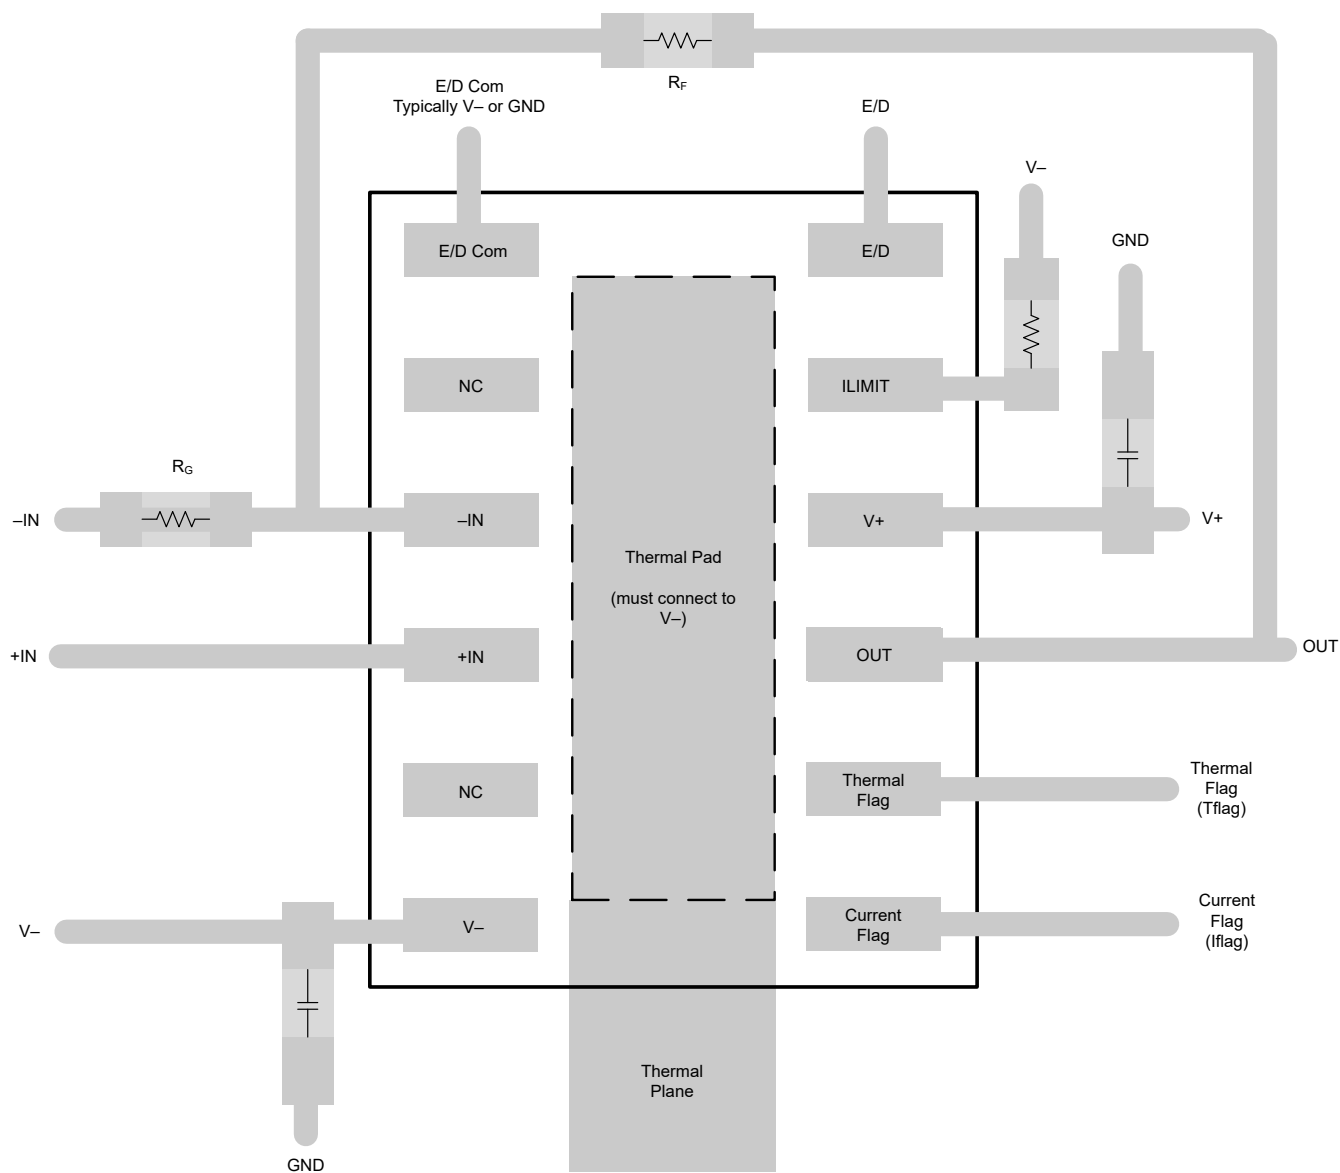 R_F
E/D Com
Typically V– or GND
E/D
V–
GND
E/D Com
E/D
NC
ILIMIT
R_G
–IN
–IN
V+
V+
Thermal Pad
(must connect to
V–)
+IN
+IN
OUT
OUT
NC
Thermal
Flag
Thermal
Flag
(Tflag)
V–
V–
Current
Flag
Current
Flag
(Iflag)
Thermal
Plane
GND